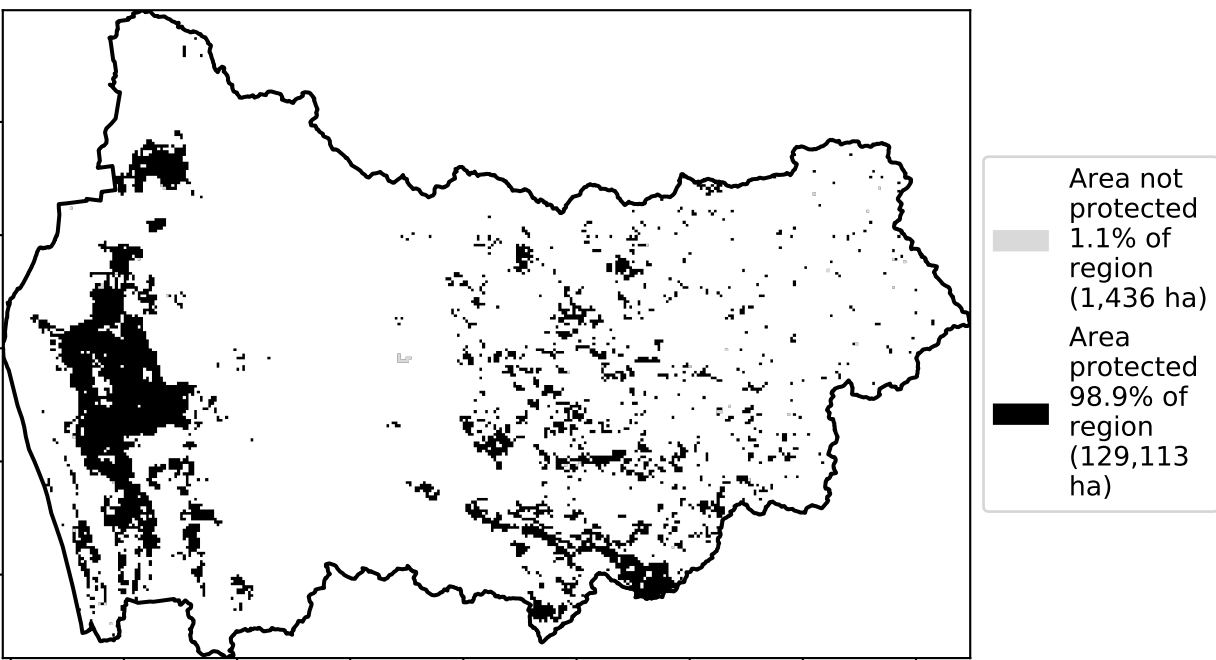 Area not
protected
1.1% of
region
(1,436 ha)
Area
protected
98.9% of
region
(129,113
ha)